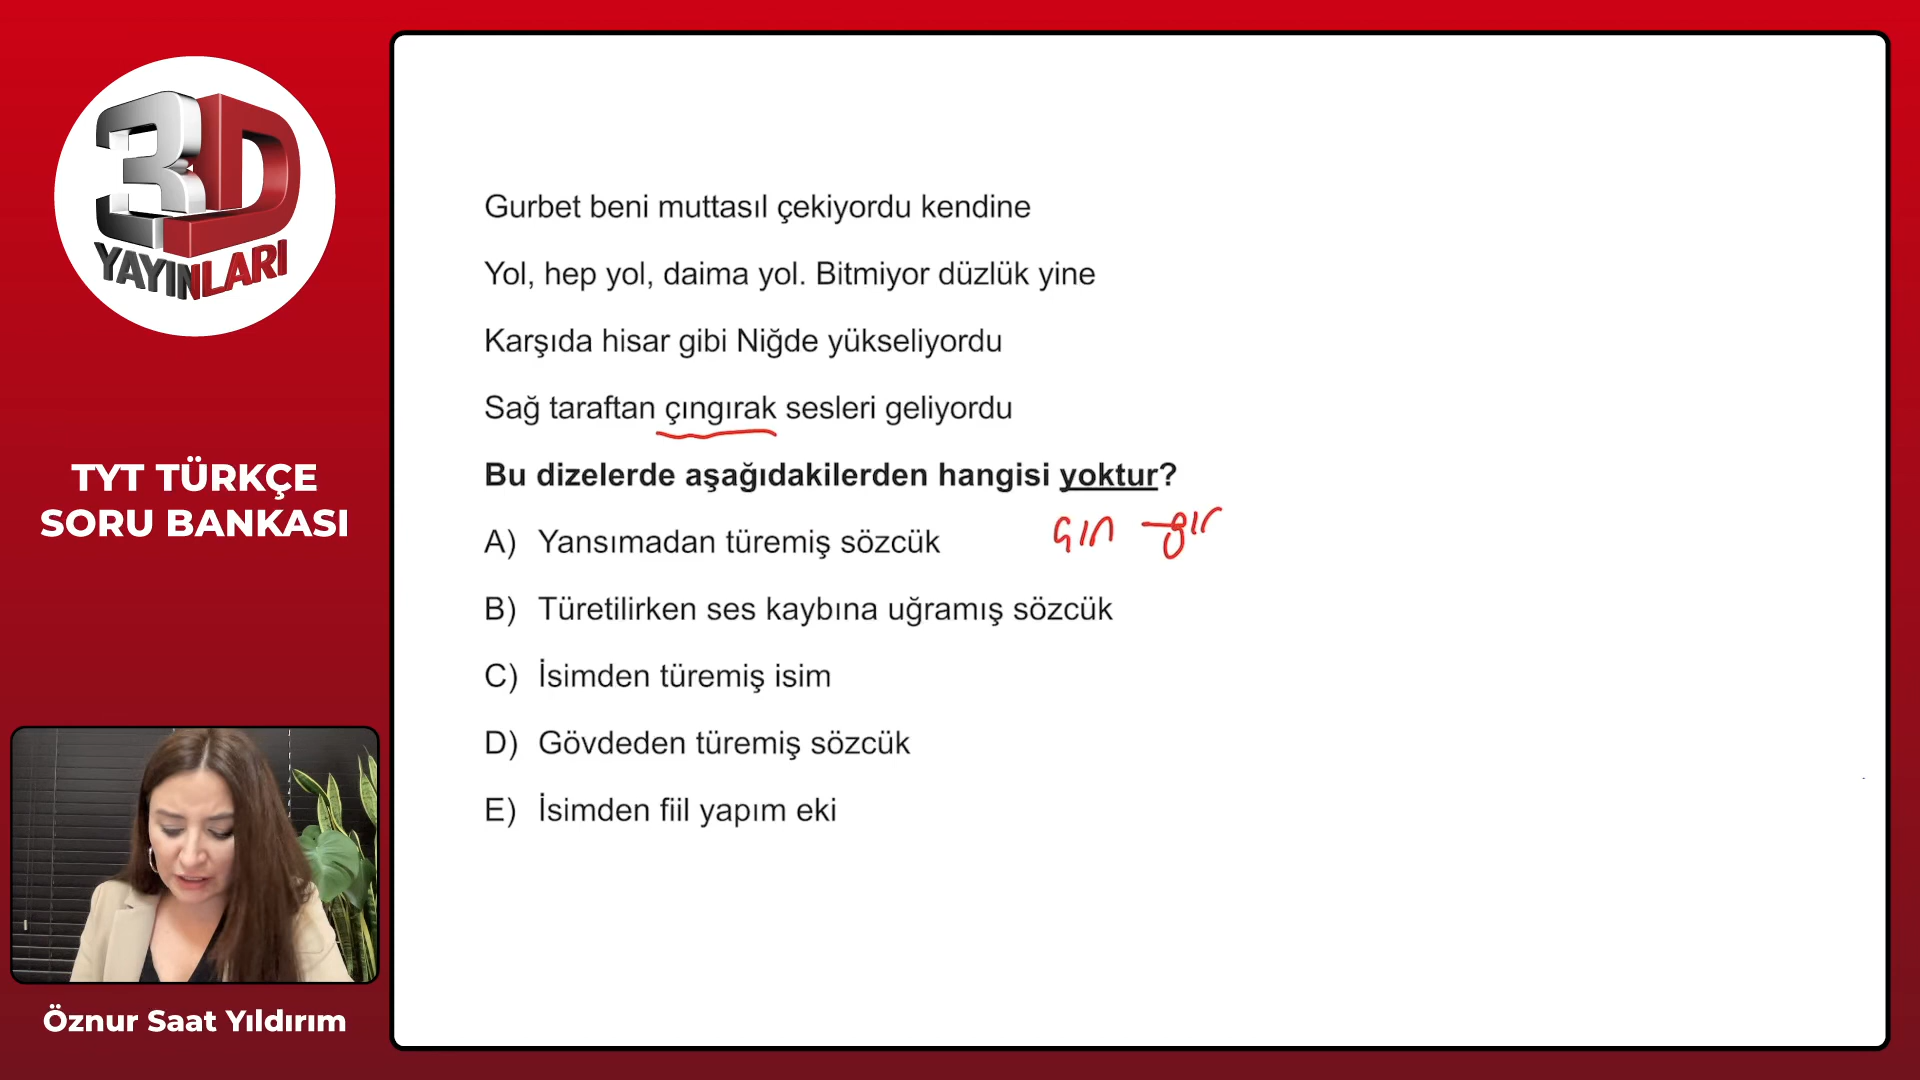 3D
YAYINLARI
TYT TÜRKÇE
SORU BANKASI
Öznur Saat Yıldırım
Gurbet beni muttasıl çekiyordu kendine
Yol, hep yol, daima yol. Bitmiyor düzlük yine
Karşıda hisar gibi Niğde yükseliyordu
Sağ taraftan çıngırak sesleri geliyordu
Bu dizelerde aşağıdakilerden hangisi yoktur?
çın -gır
A) Yansımadan türemiş sözcük
B) Türetilirken ses kaybına uğramış sözcük
C) İsimden türemiş isim
D) Gövdeden türemiş sözcük
E) İsimden fiil yapım eki